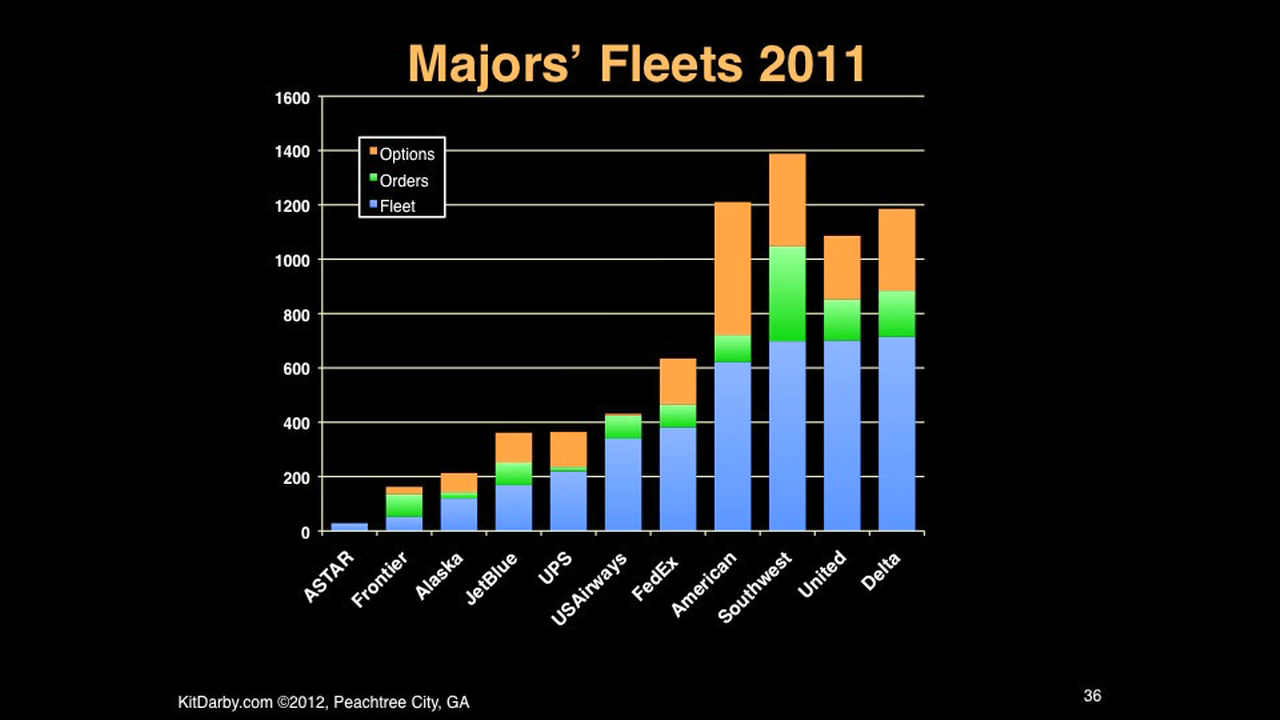 Majors’ Fleets 2011
1600
1400
1200
1000
800
600
400
200
0
Options
Orders
Fleet
ASTAR
Frontier
Alaska
JetBlue
UPS
USAirways
FedEx
American
Southwest
United
Delta
KitDarby.com ©2012, Peachtree City, GA
36